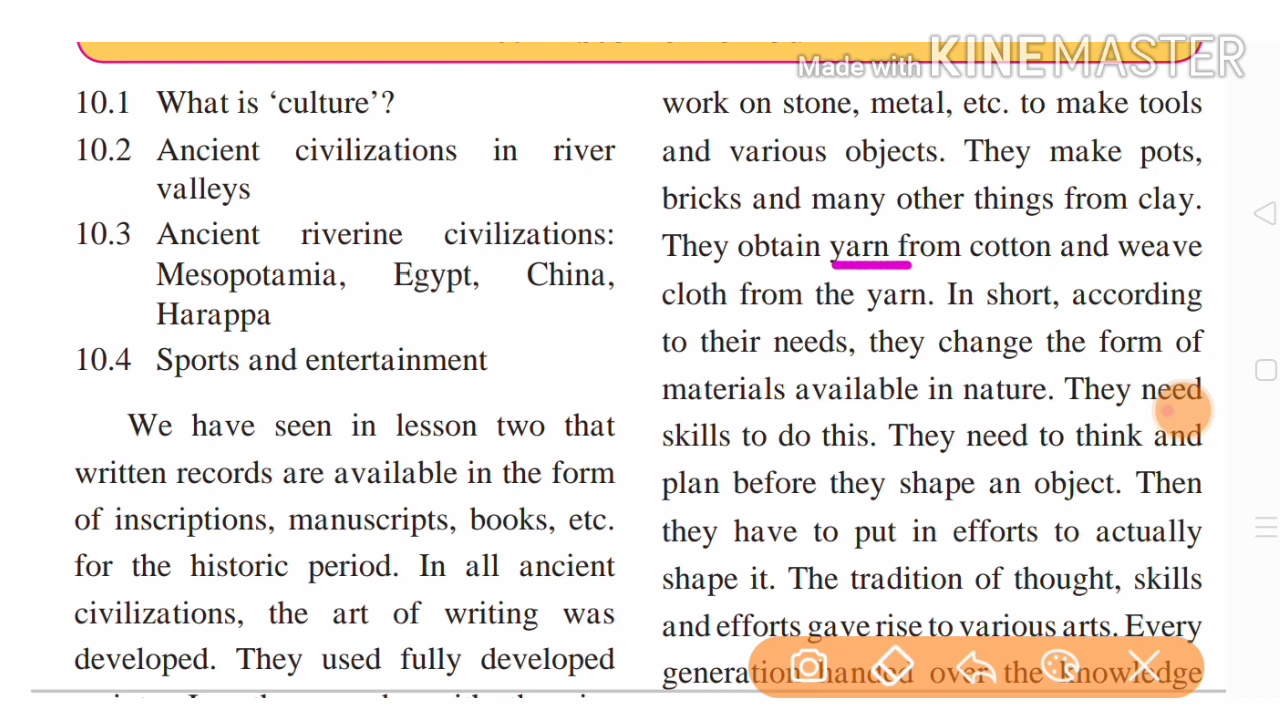 Made with KINEMASTER
10.1 What is ‘culture’?
10.2 Ancient civilizations in river
valleys
10.3 Ancient riverine civilizations:
Mesopotamia, Egypt, China,
Harappa
10.4 Sports and entertainment
We have seen in lesson two that
written records are available in the form
of inscriptions, manuscripts, books, etc.
for the historic period. In all ancient
civilizations, the art of writing was
developed. They used fully developed
work on stone, metal, etc. to make tools
and various objects. They make pots,
bricks and many other things from clay.
They obtain yarn from cotton and weave
cloth from the yarn. In short, according
to their needs, they change the form of
materials available in nature. They need
skills to do this. They need to think and
plan before they shape an object. Then
they have to put in efforts to actually
shape it. The tradition of thought, skills
and efforts gave rise to various arts. Every
generation handed over the knowledge